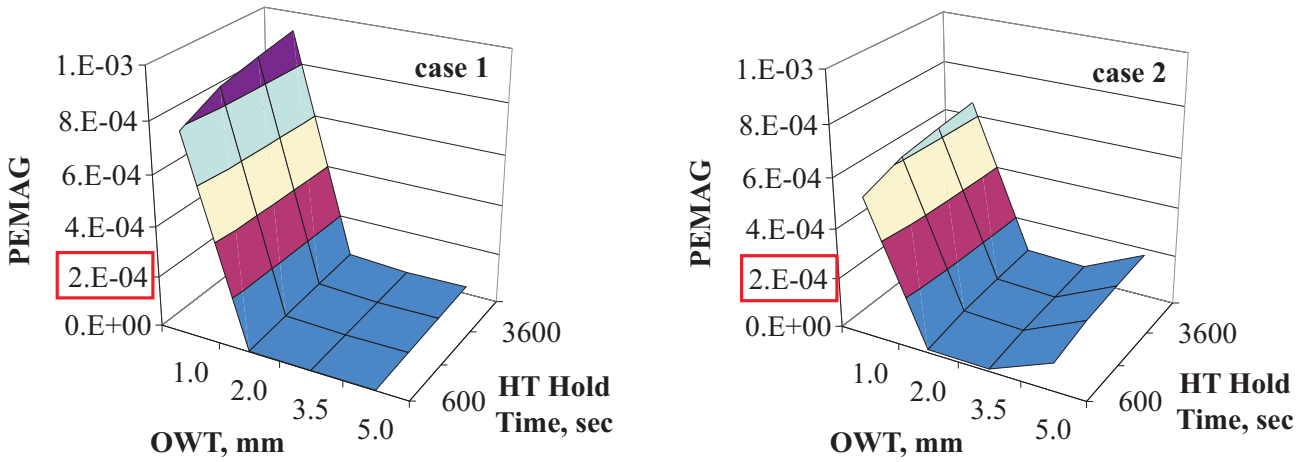 case 1
1.E-03
8.E-04
6.E-04
4.E-04
2.E-04
0.E+00
PEMAG
1.0
2.0
3.5
5.0
OWT, mm
600
3600
HT Hold
Time, sec
case 2
1.E-03
8.E-04
6.E-04
4.E-04
2.E-04
0.E+00
PEMAG
1.0
2.0
3.5
5.0
OWT, mm
600
3600
HT Hold
Time, sec